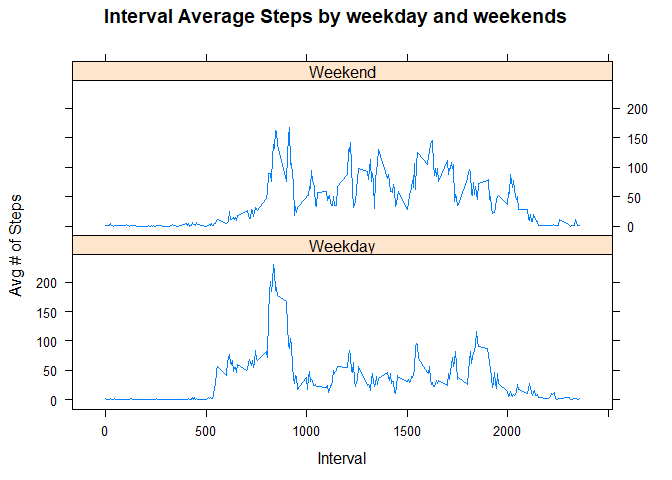 Interval Average Steps by weekday and weekends
Weekend
200
150
100
50
0
Weekday
200
150
100
50
0
Avg # of Steps
0 500 1000 1500 2000
Interval